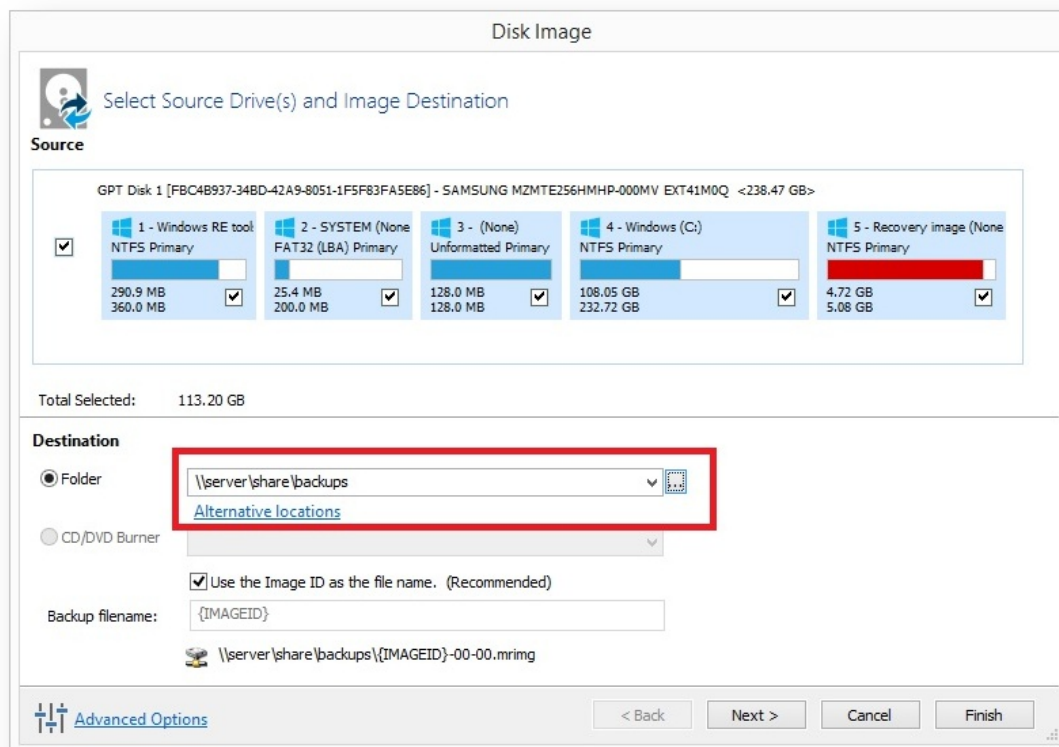 Disk Image
Select Source Drive(s) and Image Destination
Source
GPT Disk 1 [FBC4B937-34BD-42A9-8051-1F5F83FA5E86] - SAMSUNG MZMTE256HMHP-000MV EXT41M0Q <238.47 GB>
1 - Windows RE tool
NTFS Primary
290.9 MB
360.0 MB
2 - SYSTEM (None
FAT32 (LBA) Primary
25.4 MB
200.0 MB
3 - (None)
Unformatted Primary
128.0 MB
128.0 MB
4 - Windows (C:)
NTFS Primary
108.05 GB
232.72 GB
5 - Recovery image (None
NTFS Primary
4.72 GB
5.08 GB
Total Selected: 113.20 GB
Destination
Folder
\\server\share\backups
...
Alternative locations
CD/DVD Burner
Use the Image ID as the file name. (Recommended)
Backup filename: {IMAGEID}
\\server\share\backups\{IMAGEID}-00-00.mrimg
Advanced Options
< Back
Next >
Cancel
Finish